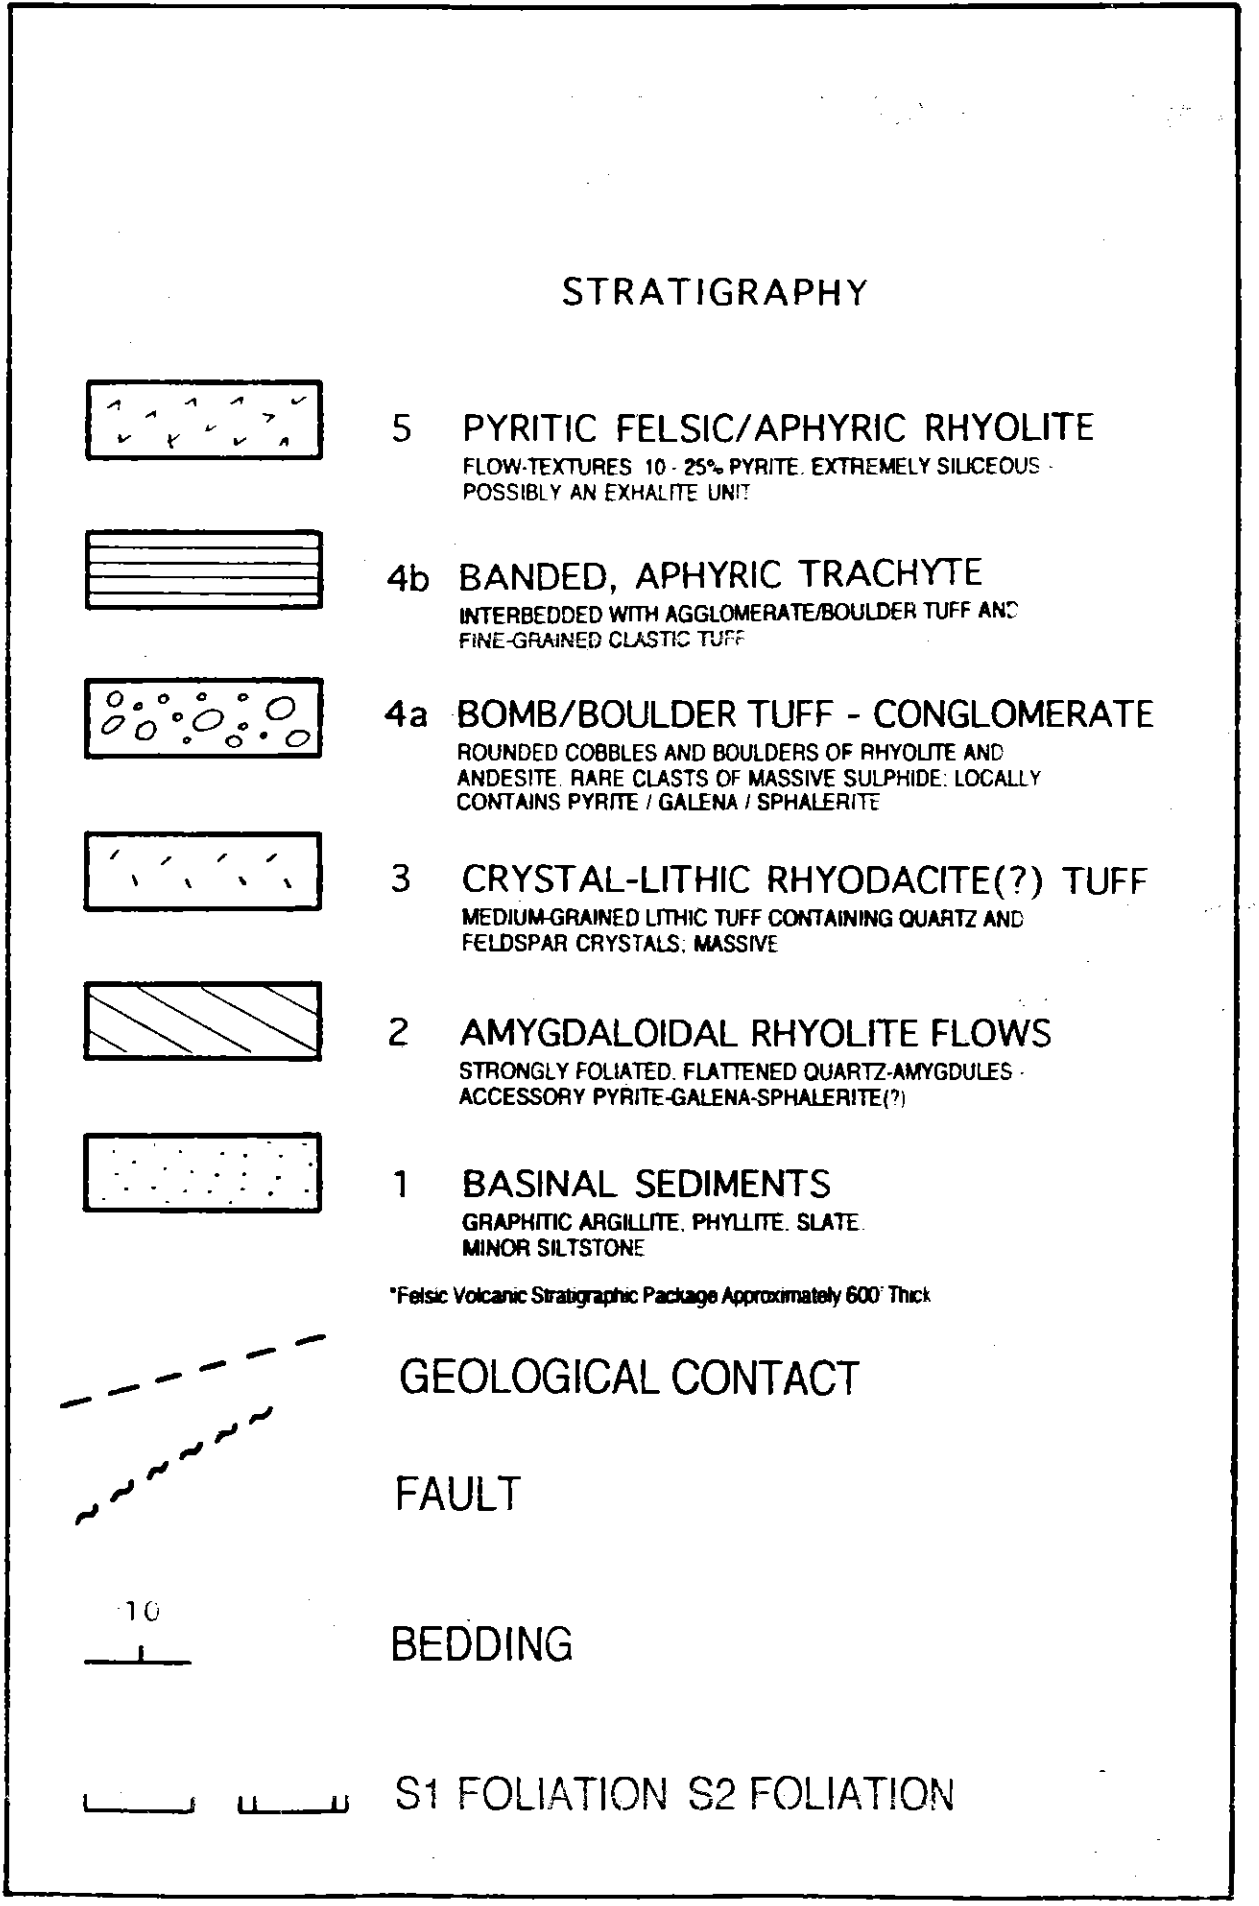 STRATIGRAPHY
5 PYRITIC FELSIC/APHYRIC RHYOLITE
FLOW-TEXTURES 10 - 25% PYRITE. EXTREMELY SILICEOUS -
POSSIBLY AN EXHALITE UNIT
4b BANDED, APHYRIC TRACHYTE
INTERBEDDED WITH AGGLOMERATE/BOULDER TUFF AND
FINE-GRAINED CLASTIC TUFF
4a BOMB/BOULDER TUFF - CONGLOMERATE
ROUNDED COBBLES AND BOULDERS OF RHYOLITE AND
ANDESITE. RARE CLASTS OF MASSIVE SULPHIDE: LOCALLY
CONTAINS PYRITE / GALENA / SPHALERITE
3 CRYSTAL-LITHIC RHYODACITE(?) TUFF
MEDIUM-GRAINED LITHIC TUFF CONTAINING QUARTZ AND
FELDSPAR CRYSTALS; MASSIVE
2 AMYGDALOIDAL RHYOLITE FLOWS
STRONGLY FOLIATED. FLATTENED QUARTZ-AMYGDULES -
ACCESSORY PYRITE-GALENA-SPHALERITE(?)
1 BASINAL SEDIMENTS
GRAPHITIC ARGILLITE, PHYLLITE. SLATE.
MINOR SILTSTONE
*Felsic Volcanic Stratigraphic Package Approximately 600' Thick
GEOLOGICAL CONTACT
FAULT
10
BEDDING
S1 FOLIATION S2 FOLIATION